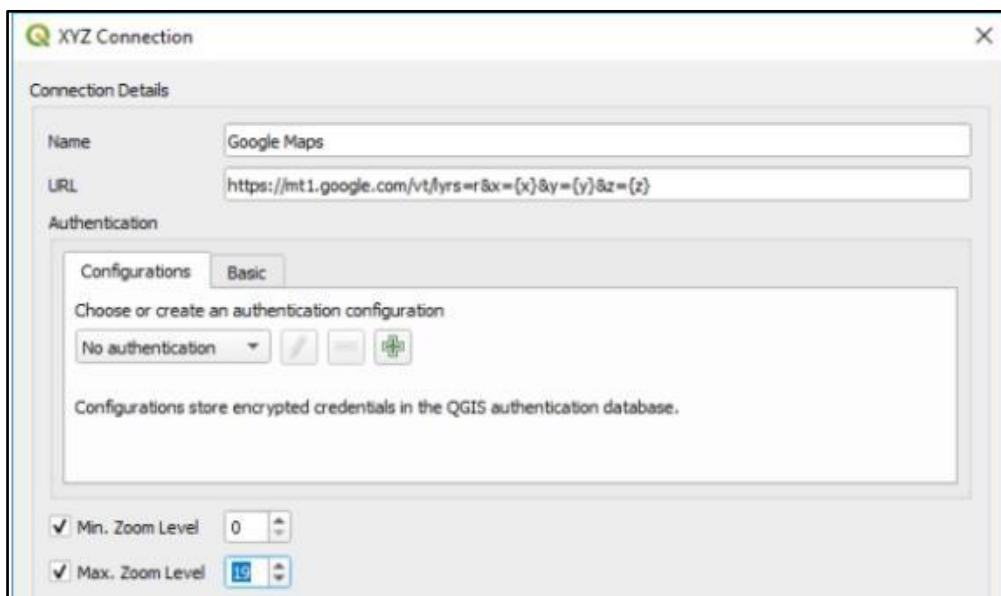 XYZ Connection
Connection Details
Name Google Maps
URL https://mt1.google.com/vt/lyrs=r&x={x}&y={y}&z={z}
Authentication
Configurations Basic
Choose or create an authentication configuration
No authentication
Configurations store encrypted credentials in the QGIS authentication database.
Min. Zoom Level 0
Max. Zoom Level 19